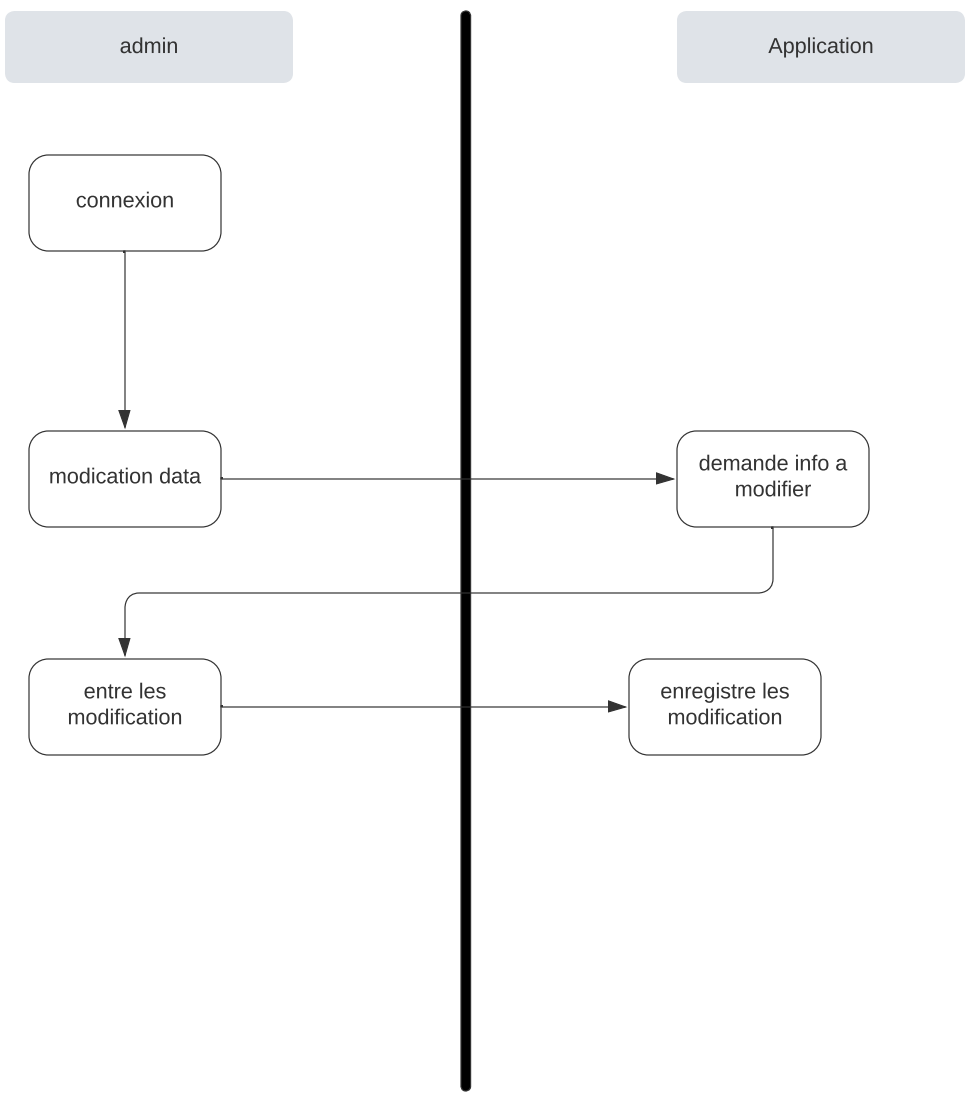 admin
Application
connexion
modication data
demande info a
modifier
entre les
modification
enregistre les
modification